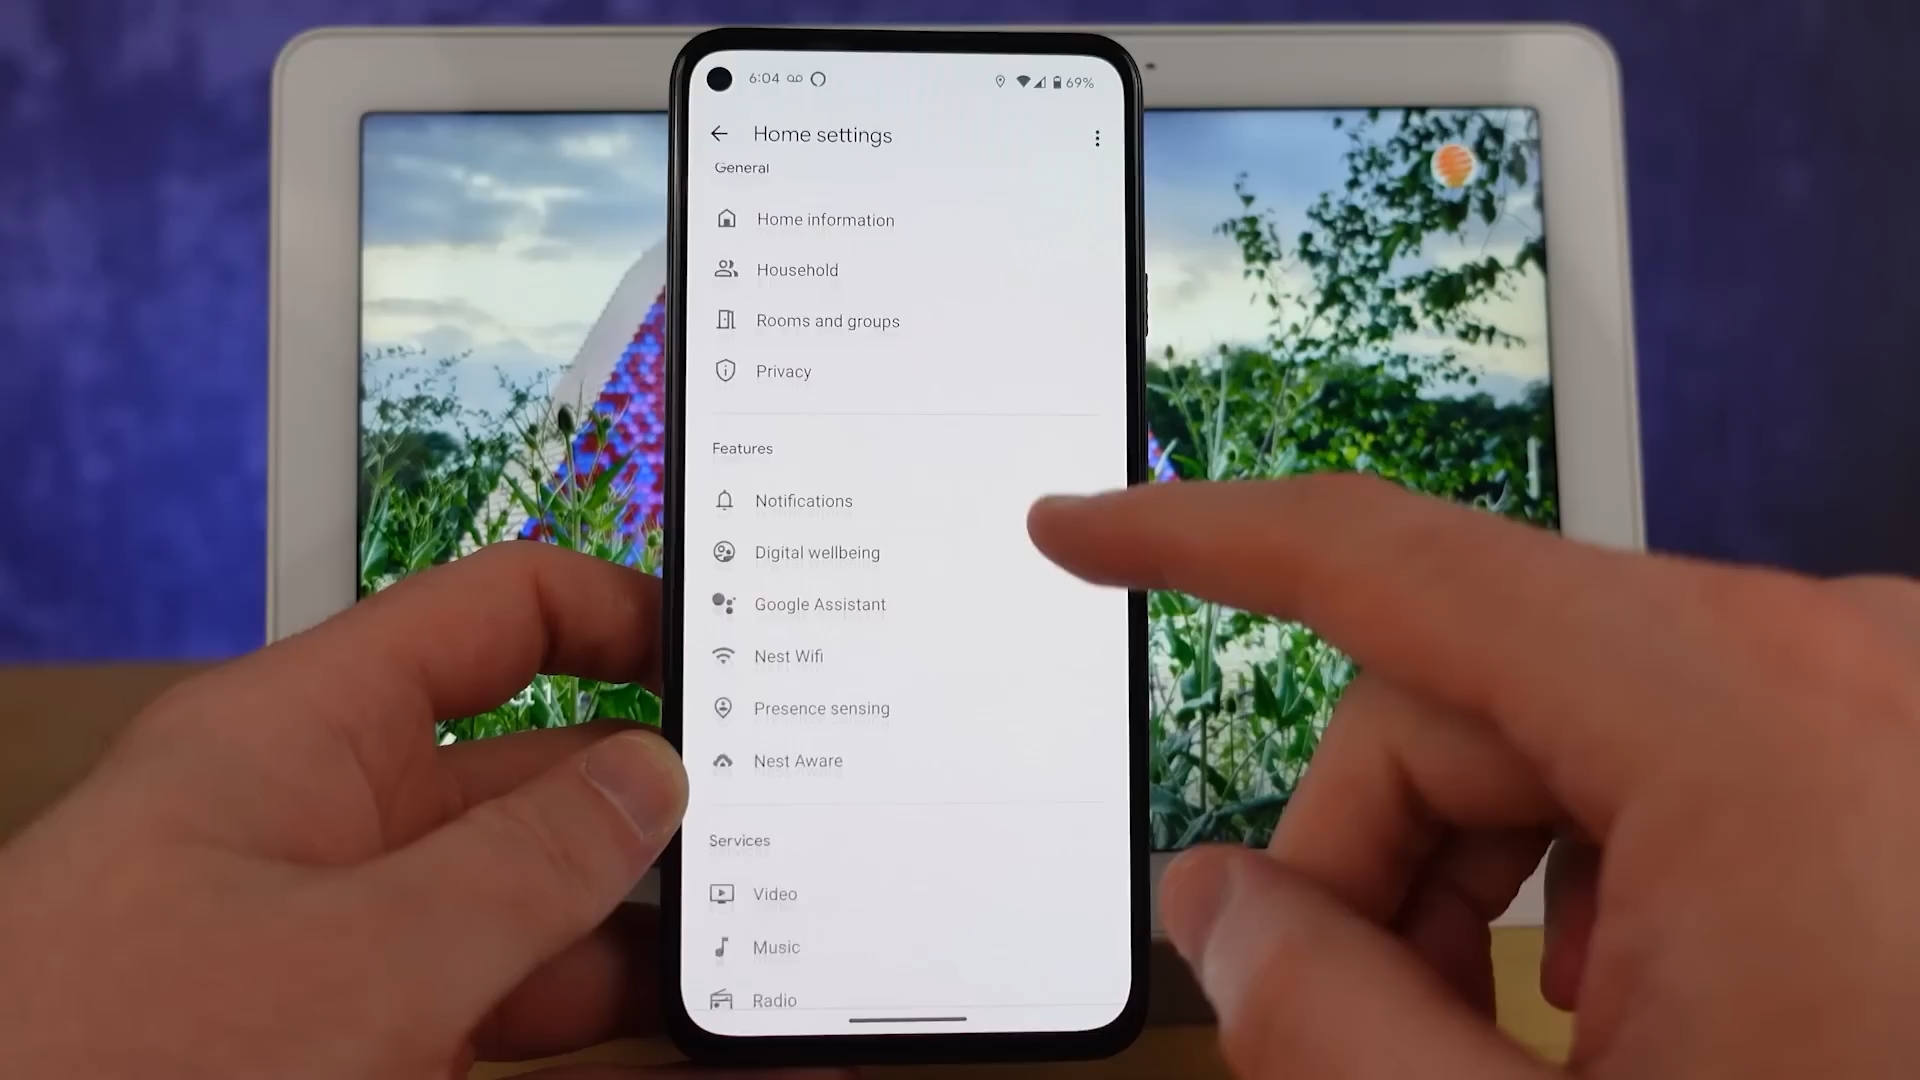 6:04
69%
Home settings
General
Home information
Household
Rooms and groups
Privacy
Features
Notifications
Digital wellbeing
Google Assistant
Nest Wifi
Presence sensing
Nest Aware
Services
Video
Music
Radio